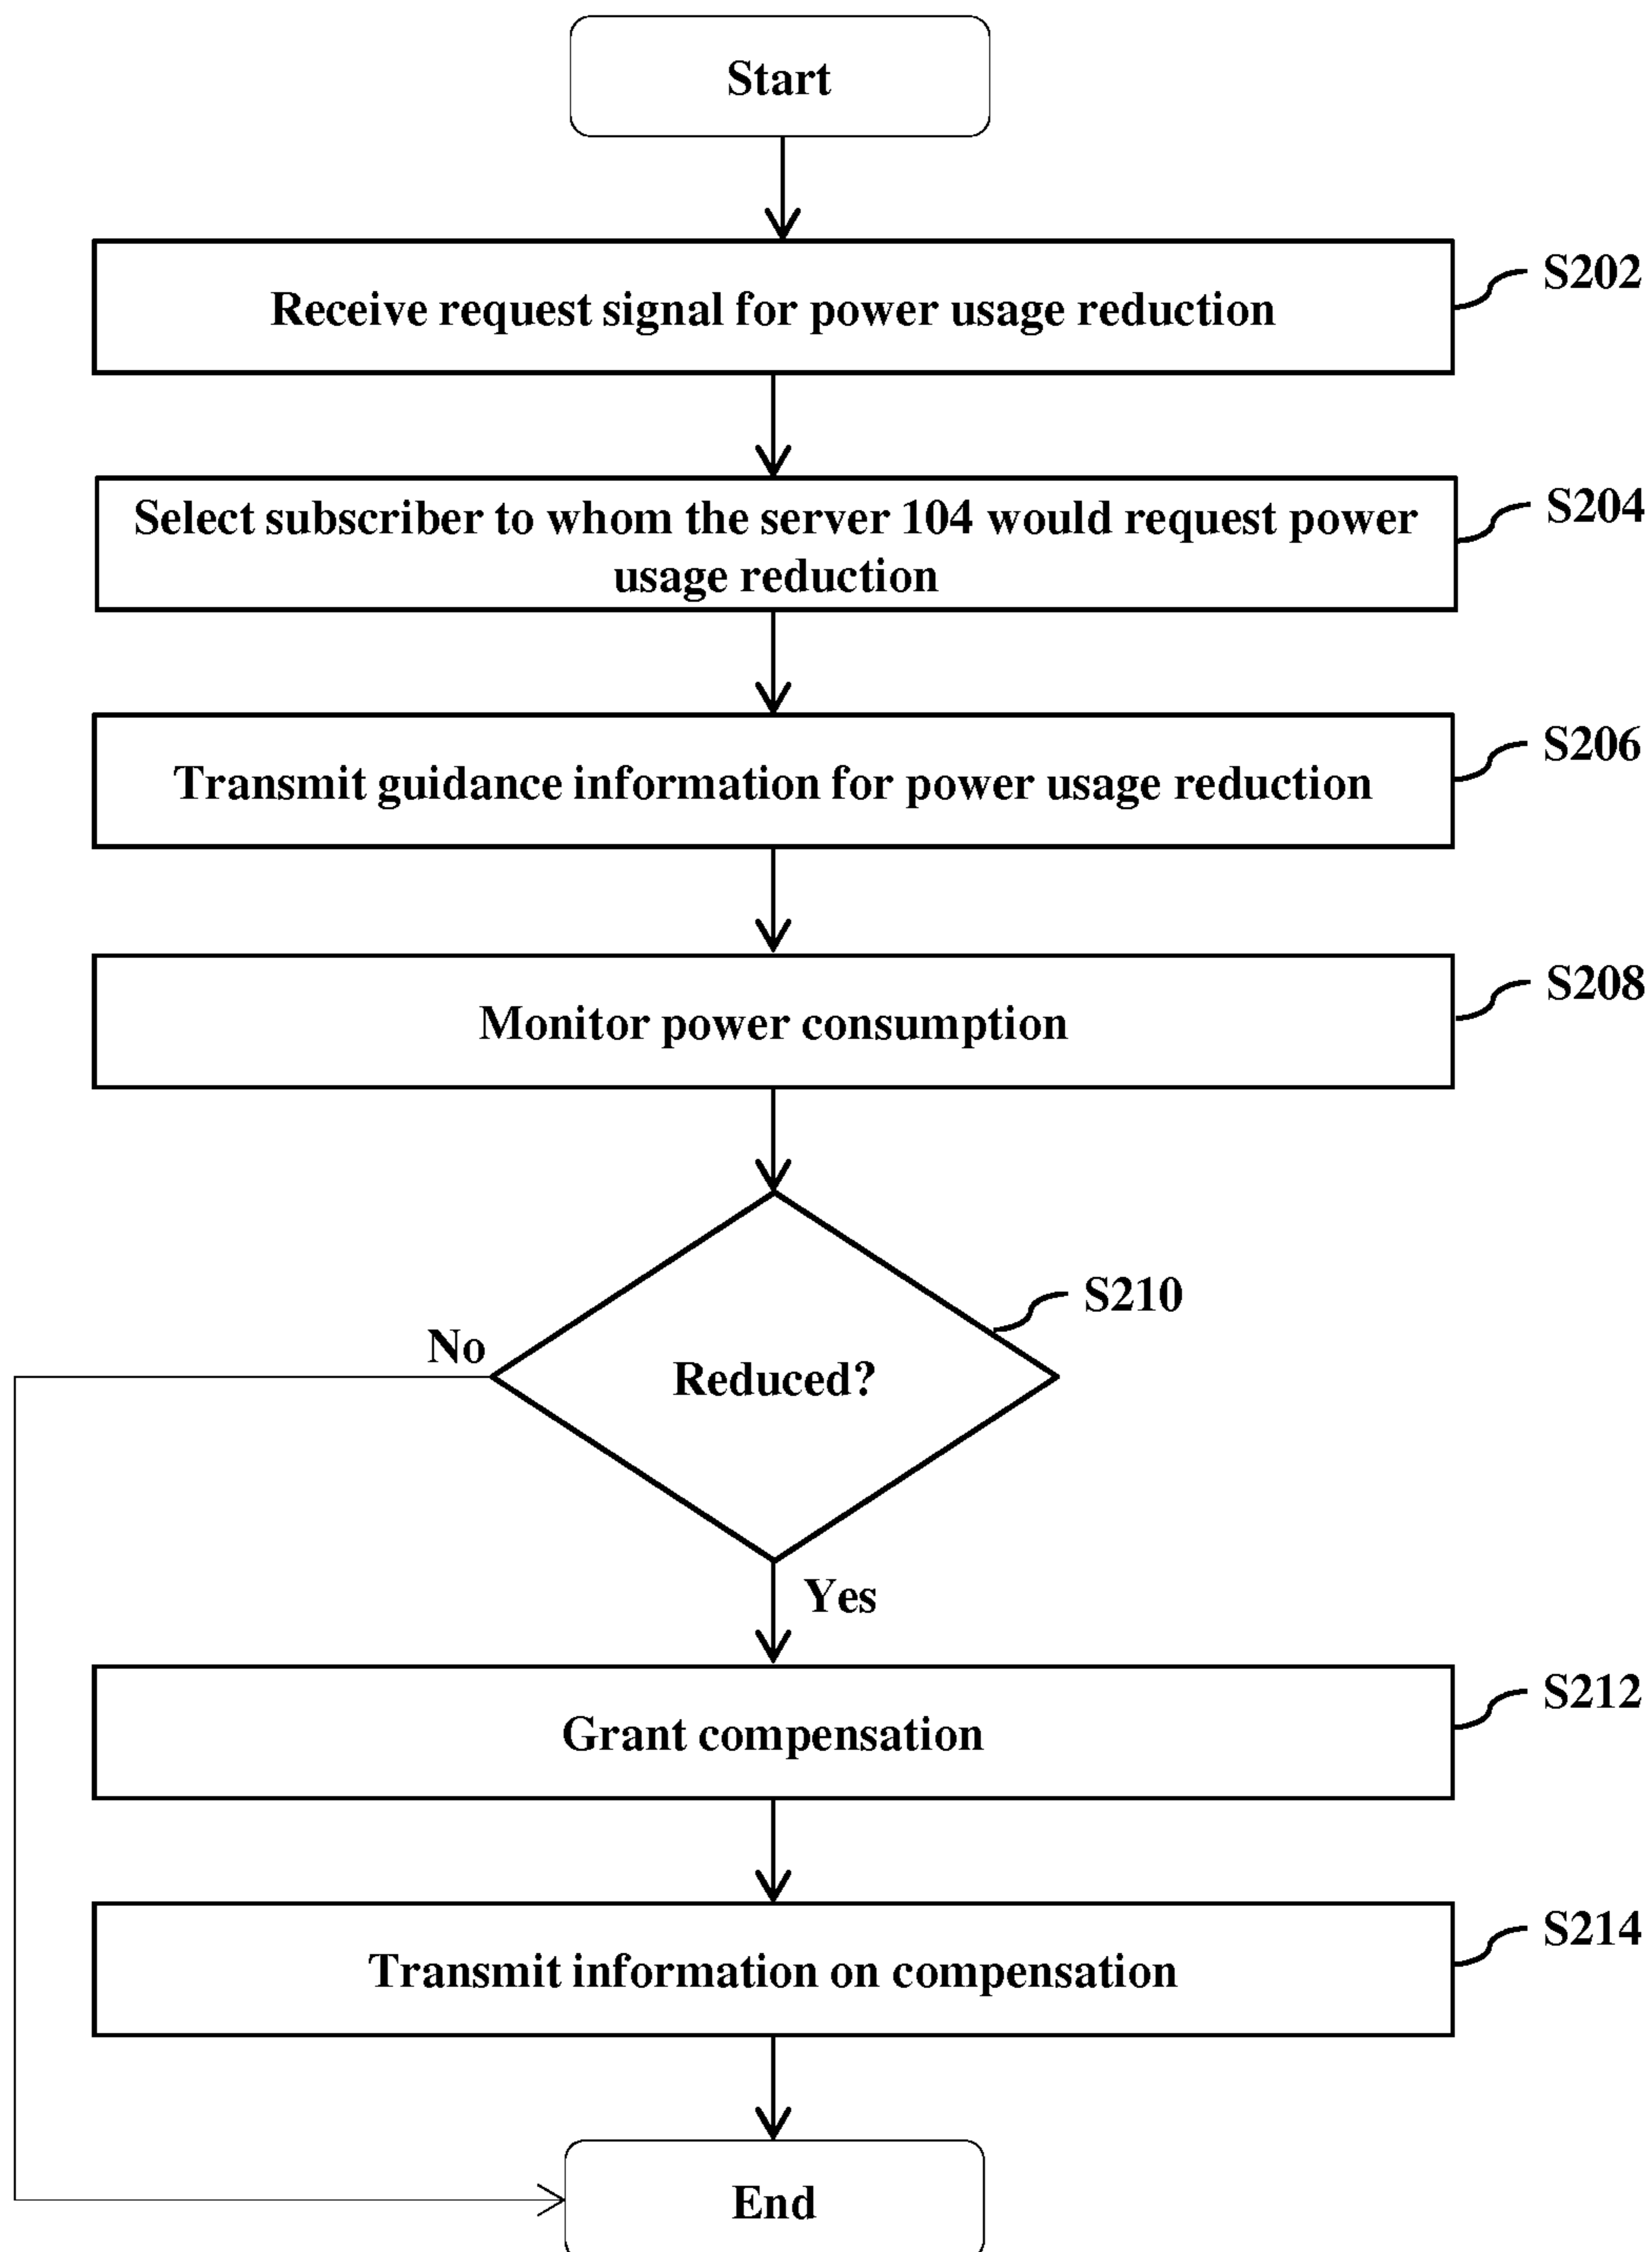 Start
Receive request signal for power usage reduction
S202
Select subscriber to whom the server 104 would request power
usage reduction
S204
Transmit guidance information for power usage reduction
S206
Monitor power consumption
S208
Reduced?
S210
No
Yes
Grant compensation
S212
Transmit information on compensation
S214
End